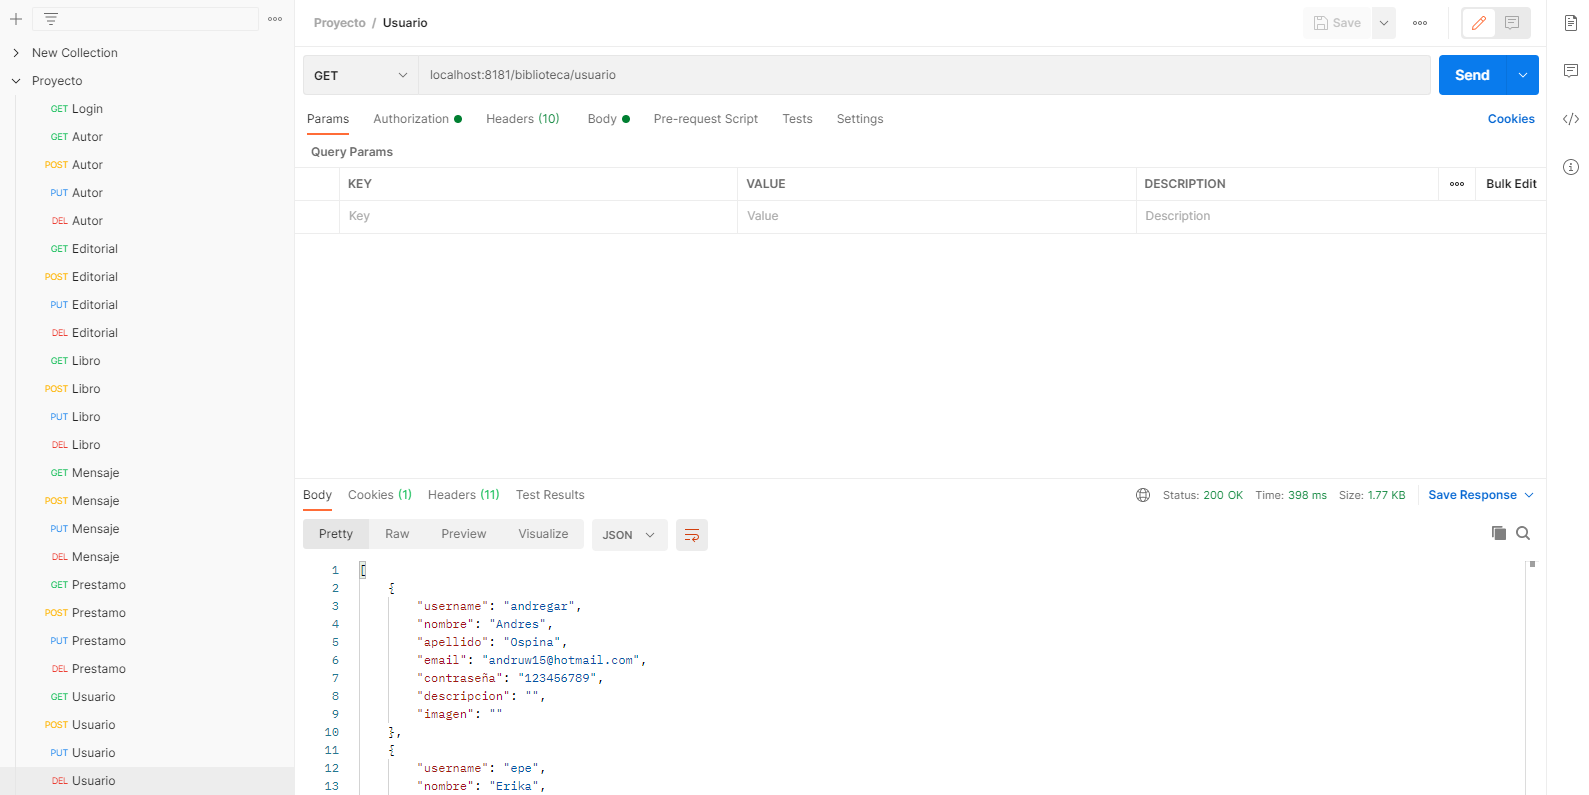 New Collection
Proyecto
GET Login
GET Autor
POST Autor
PUT Autor
DEL Autor
GET Editorial
POST Editorial
PUT Editorial
DEL Editorial
GET Libro
POST Libro
PUT Libro
DEL Libro
GET Mensaje
POST Mensaje
PUT Mensaje
DEL Mensaje
GET Prestamo
POST Prestamo
PUT Prestamo
DEL Prestamo
GET Usuario
POST Usuario
PUT Usuario
DEL Usuario
Proyecto / Usuario
Save
GET localhost:8181/biblioteca/usuario Send
Params Authorization Headers (10) Body Pre-request Script Tests Settings Cookies
Query Params
KEY VALUE DESCRIPTION Bulk Edit
Key Value Description
Body Cookies (1) Headers (11) Test Results Status: 200 OK Time: 398 ms Size: 1.77 KB Save Response
Pretty Raw Preview Visualize JSON
1 [
2 {
3 "username": "andregar",
4 "nombre": "Andres",
5 "apellido": "Ospina",
6 "email": "andruw15@hotmail.com",
7 "contraseña": "123456789",
8 "descripcion": "",
9 "imagen": ""
10 },
11 {
12 "username": "epe",
13 "nombre": "Erika",